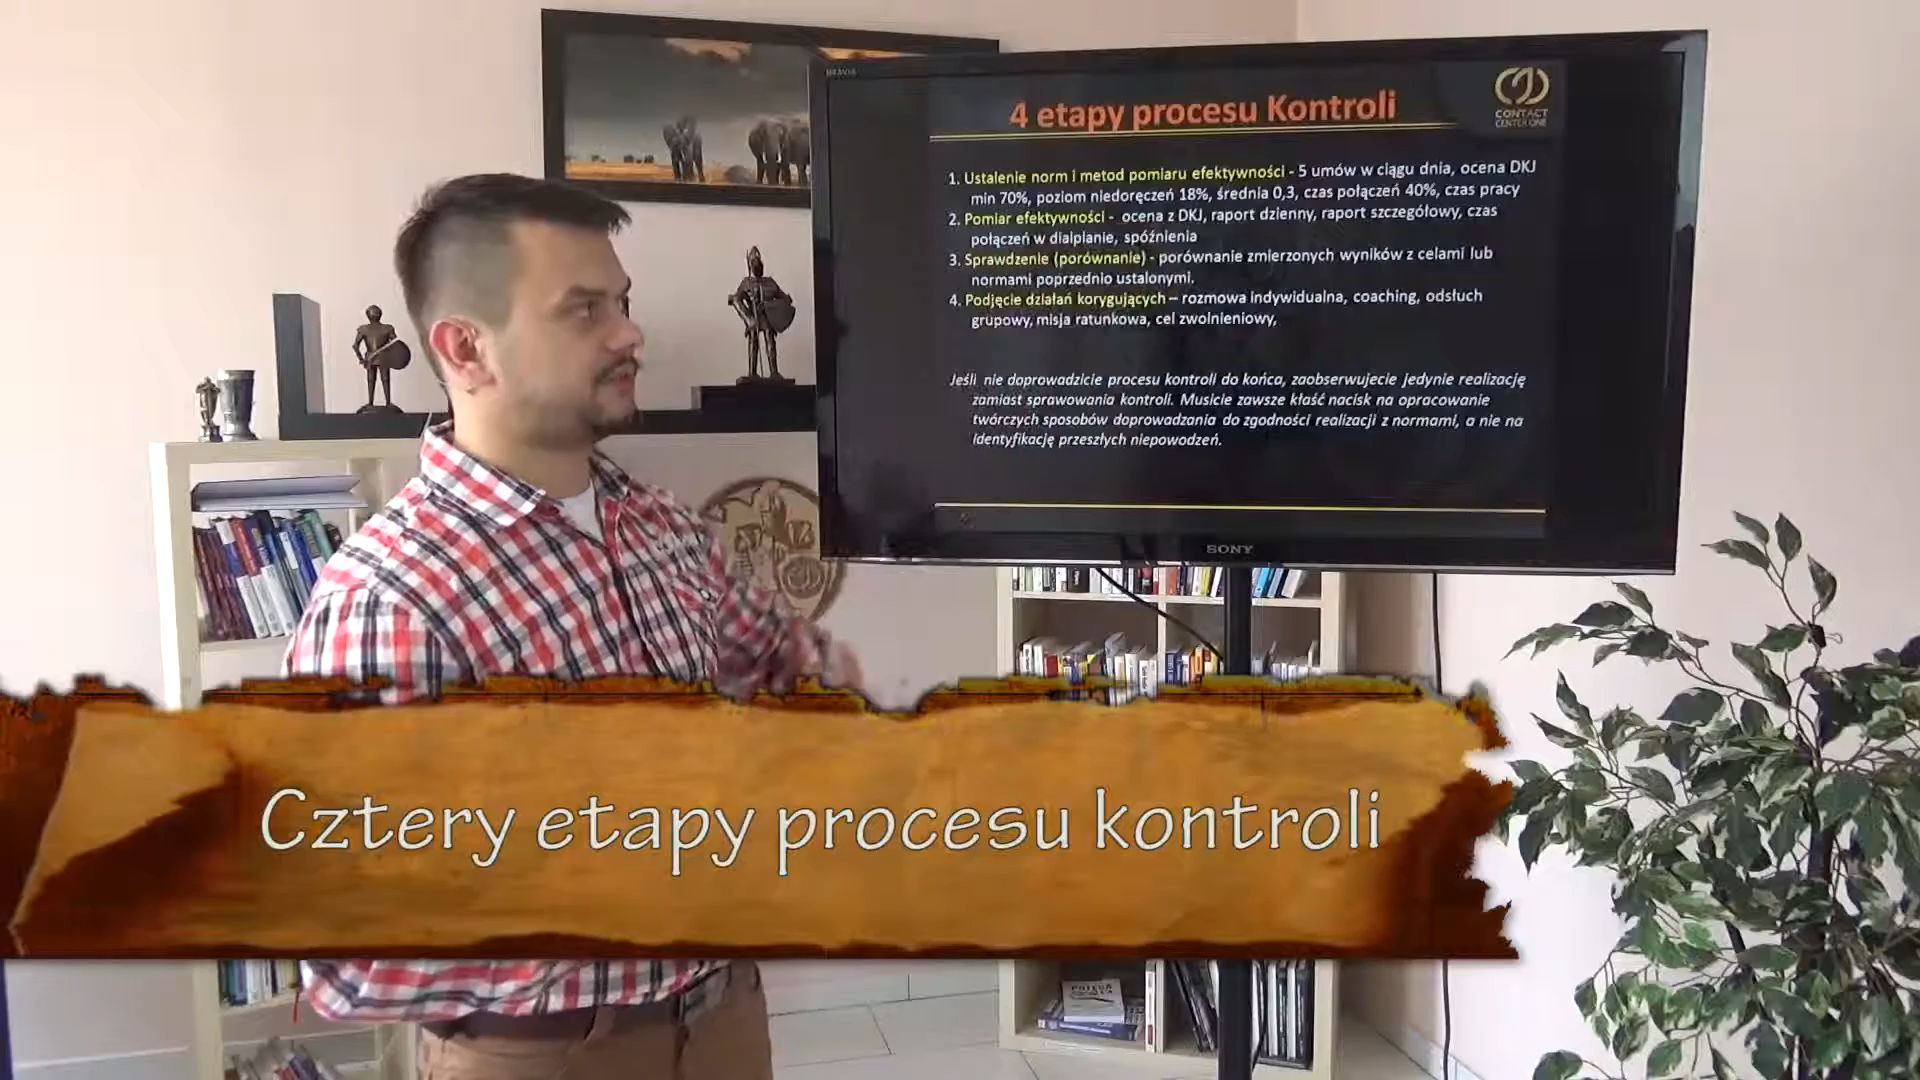 BRAVIA
4 etapy procesu Kontroli
CONTACT
CENTER ONE
1. Ustalenie norm i metod pomiaru efektywności - 5 umów w ciągu dnia, ocena DKJ
min 70%, poziom niedoręczeń 18%, średnia 0,3, czas połączeń 40%, czas pracy
2. Pomiar efektywności - ocena z DKJ, raport dzienny, raport szczegółowy, czas
połączeń w dialplanie, spóźnienia
3. Sprawdzenie (porównanie) - porównanie zmierzonych wyników z celami lub
normami poprzednio ustalonymi.
4. Podjęcie działań korygujących – rozmowa indywidualna, coaching, odsłuch
grupowy, misja ratunkowa, cel zwolnieniowy,
Jeśli nie doprowadzicie procesu kontroli do końca, zaobserwujecie jedynie realizację
zamiast sprawowania kontroli. Musicie zawsze kłaść nacisk na opracowanie
twórczych sposobów doprowadzania do zgodności realizacji z normami, a nie na
identyfikację przeszłych niepowodzeń.
SONY
Cztery etapy procesu kontroli